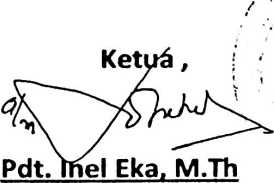 Ketua ,
a/n
Pdt. Inel Eka, M.Th